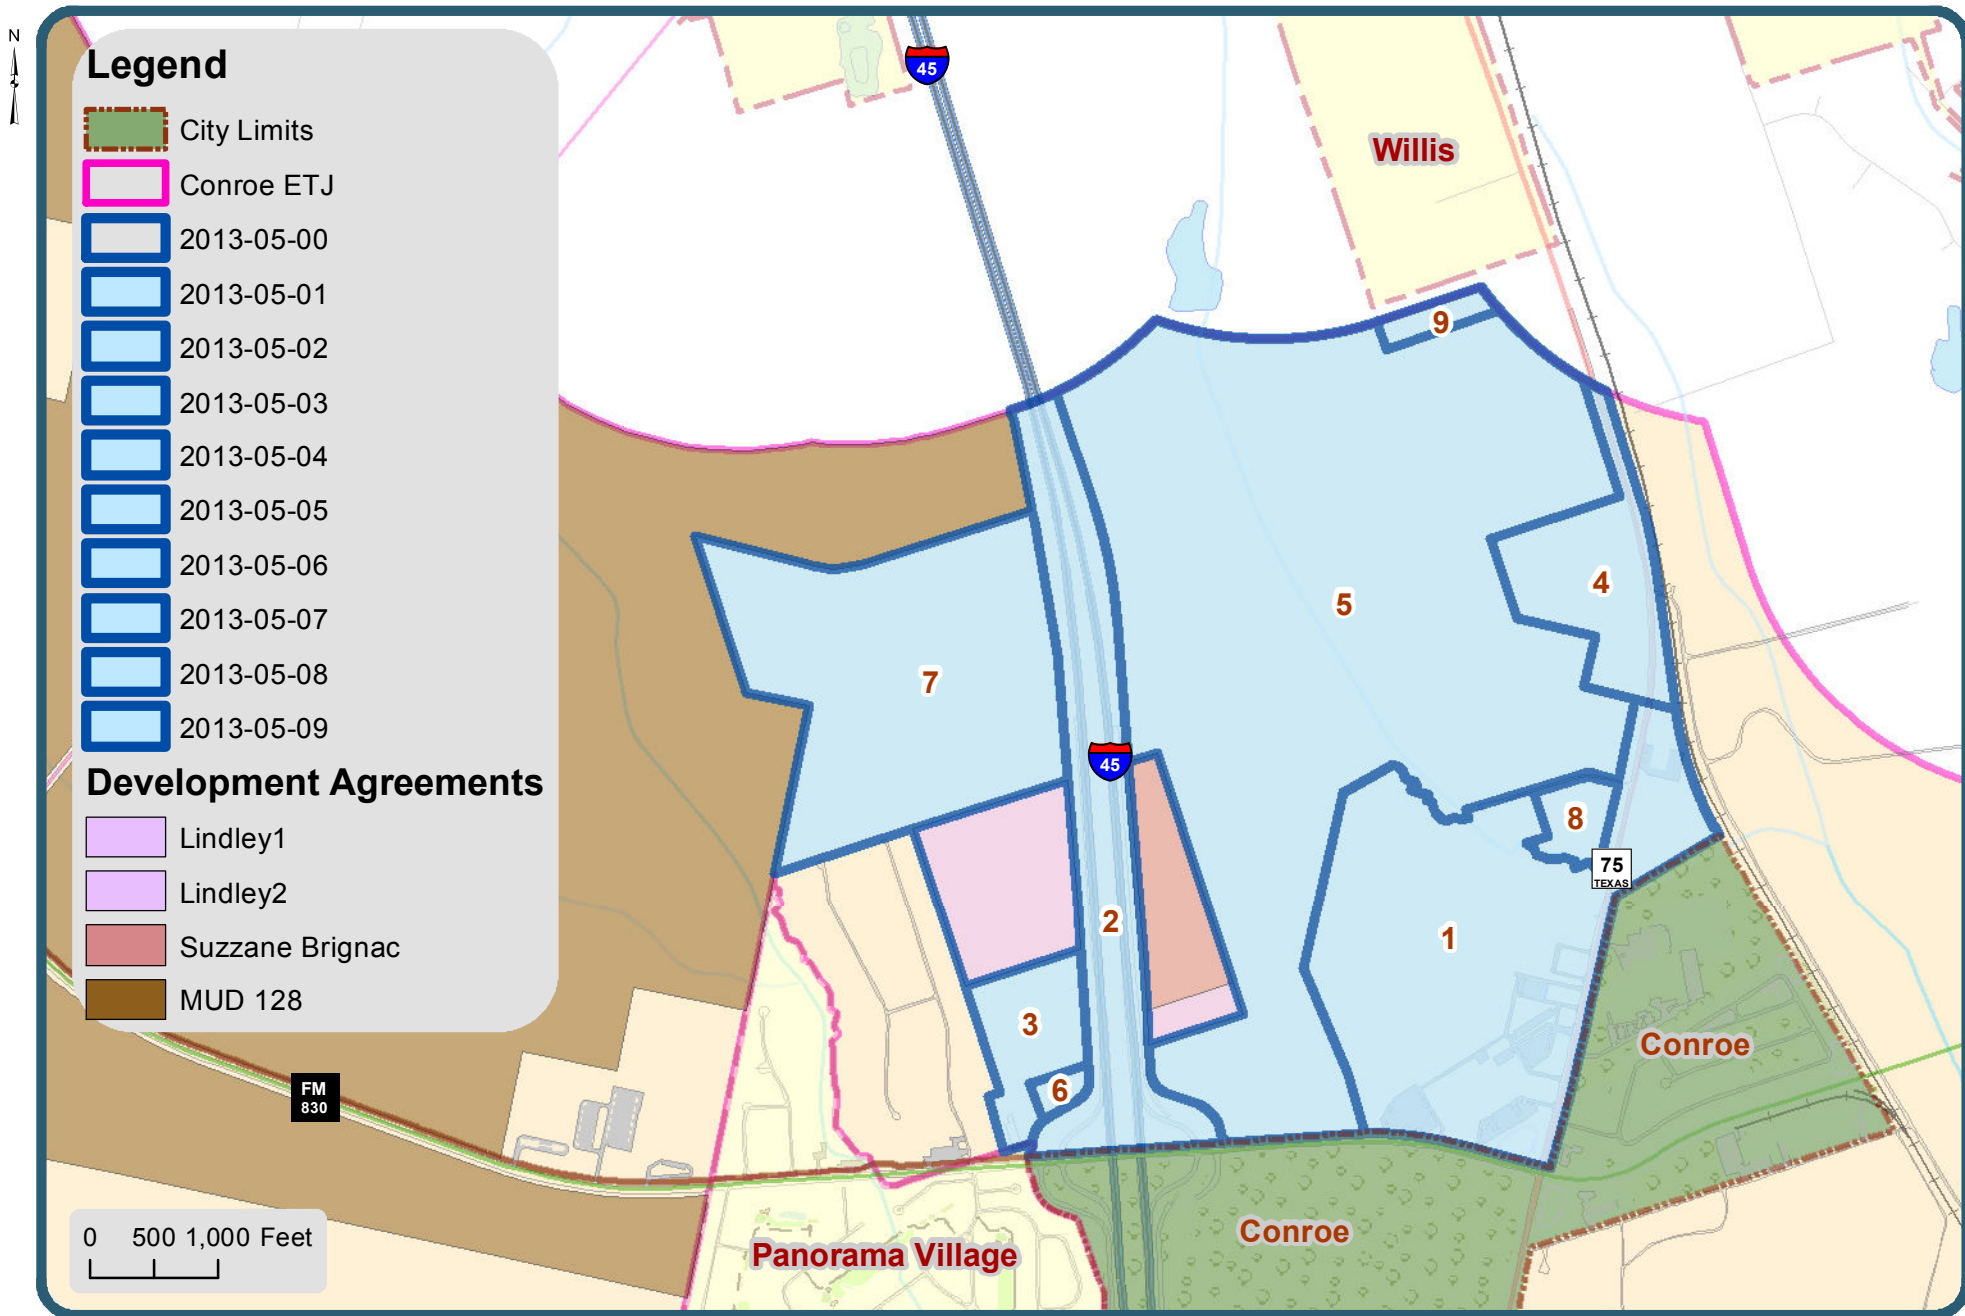 N
Legend
City Limits
Conroe ETJ
2013-05-00
2013-05-01
2013-05-02
2013-05-03
2013-05-04
2013-05-05
2013-05-06
2013-05-07
2013-05-08
2013-05-09
Development Agreements
Lindley1
Lindley2
Suzzane Brignac
MUD 128
45
Willis
9
4
5
7
45
8
75
TEXAS
2
1
3
Conroe
6
FM
830
Conroe
Panorama Village
0 500 1,000 Feet